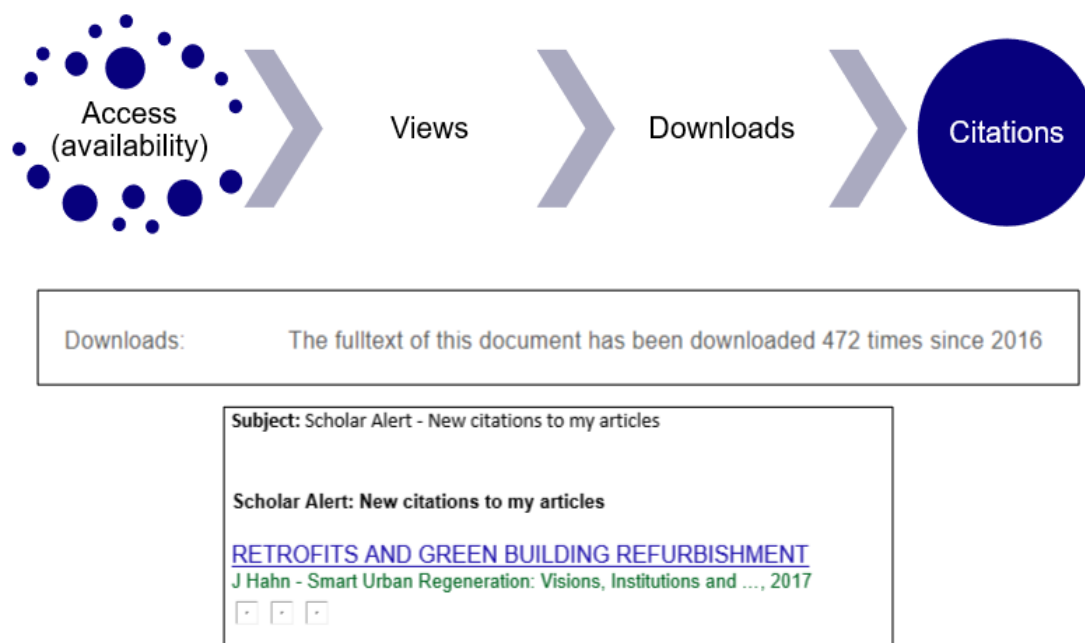 Access
(availability)
Views
Downloads
Citations
Downloads: The fulltext of this document has been downloaded 472 times since 2016
Subject: Scholar Alert - New citations to my articles
Scholar Alert: New citations to my articles
RETROFITS AND GREEN BUILDING REFURBISHMENT
J Hahn - Smart Urban Regeneration: Visions, Institutions and ..., 2017